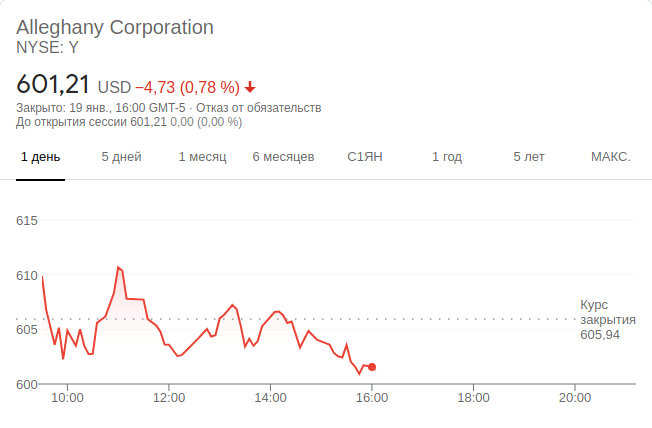 Alleghany Corporation
NYSE: Y
601,21 USD −4,73 (0,78 %)
Закрыто: 19 янв., 16:00 GMT-5 · Отказ от обязательств
До открытия сессии 601,21 0,00 (0,00 %)
1 день 5 дней 1 месяц 6 месяцев С1ЯН 1 год 5 лет МАКС.
615
610
Курс
605 закрытия
605,94
600
10:00 12:00 14:00 16:00 18:00 20:00